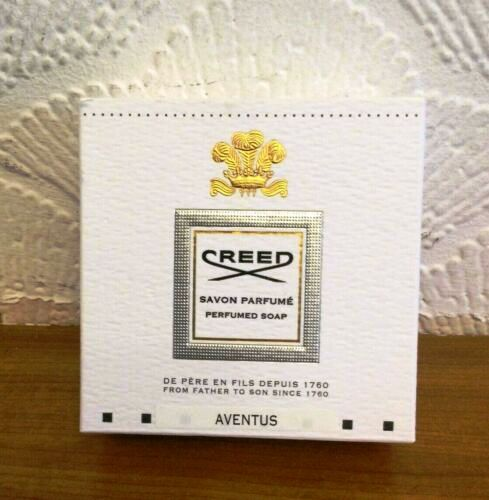 CREED
SAVON PARFUMÉ
PERFUMED SOAP
DE PÈRE EN FILS DEPUIS 1760
FROM FATHER TO SON SINCE 1760
AVENTUS